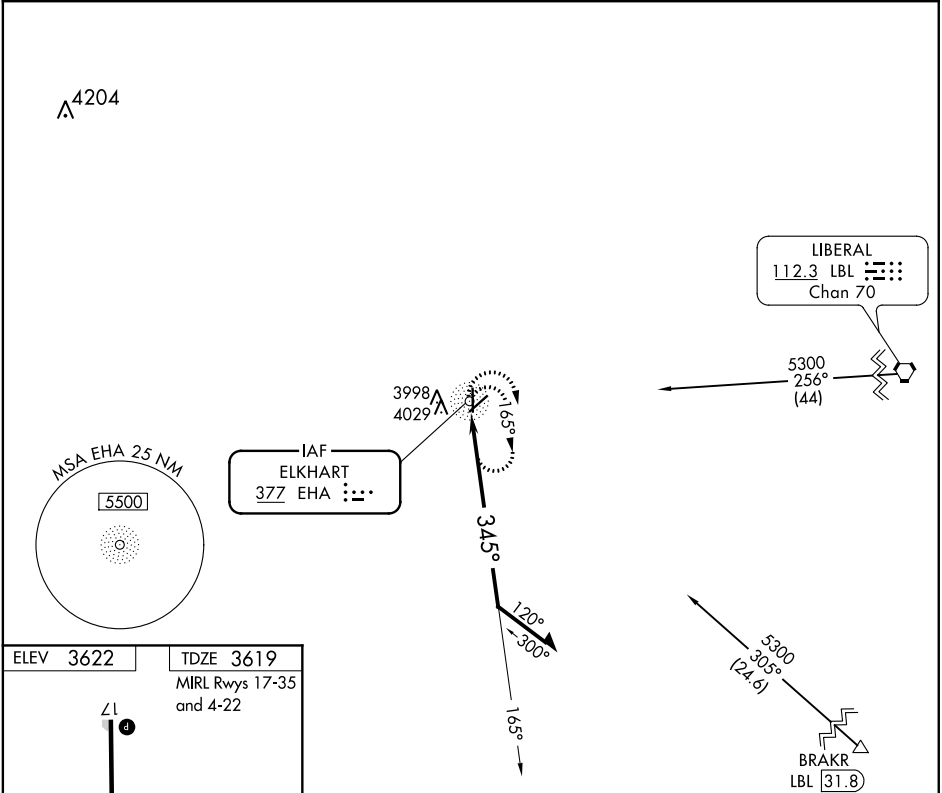 4204
LIBERAL
112.3 LBL
Chan 70
5300
256°
(44)
3998
4029
165°
IAF
ELKHART
377 EHA
MSA EHA 25 NM
5500
345°
120°
300°
165°
5300
305°
(24.6)
BRAKR
LBL 31.8
ELEV 3622
TDZE 3619
MIRL Rwys 17-35
and 4-22
17
P